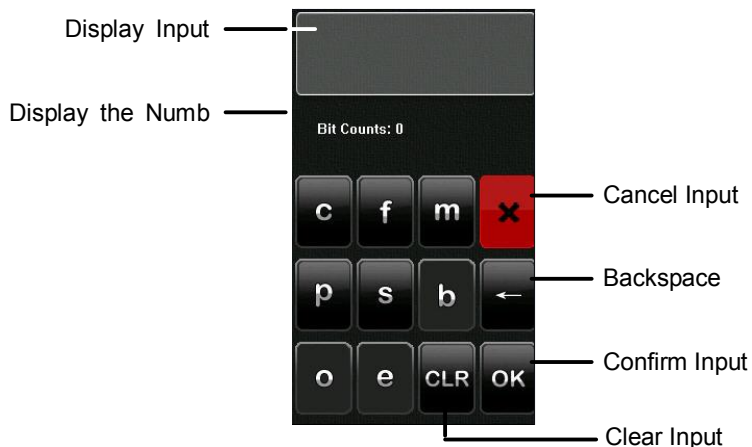 Display Input
Display the Numb
Bit Counts: 0
c f m ×
Cancel Input
p s b ←
Backspace
o e CLR OK
Confirm Input
Clear Input